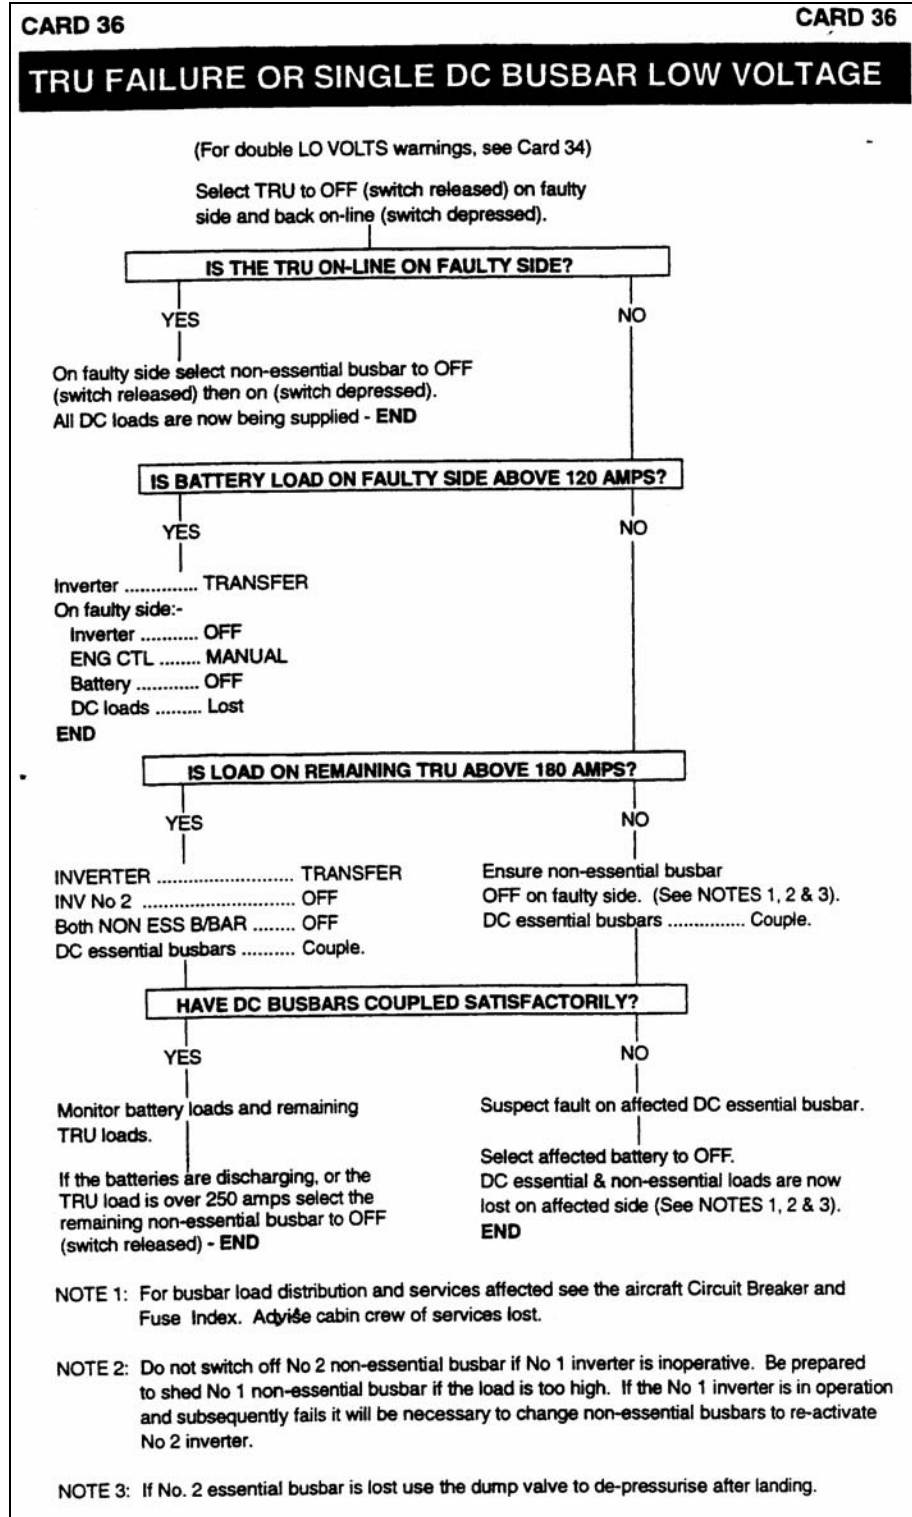 CARD 36
CARD 36
TRU FAILURE OR SINGLE DC BUSBAR LOW VOLTAGE
(For double LO VOLTS warnings, see Card 34)
Select TRU to OFF (switch released) on faulty
side and back on-line (switch depressed).
IS THE TRU ON-LINE ON FAULTY SIDE?
YES
NO
On faulty side select non-essential busbar to OFF
(switch released) then on (switch depressed).
All DC loads are now being supplied - END
IS BATTERY LOAD ON FAULTY SIDE ABOVE 120 AMPS?
YES
NO
Inverter .............. TRANSFER
On faulty side:-
Inverter ........... OFF
ENG CTL ........ MANUAL
Battery ............ OFF
DC loads ......... Lost
END
IS LOAD ON REMAINING TRU ABOVE 180 AMPS?
YES
NO
INVERTER .......................... TRANSFER
INV No 2 ............................. OFF
Both NON ESS B/BAR ........ OFF
DC essential busbars .......... Couple.
Ensure non-essential busbar
OFF on faulty side. (See NOTES 1, 2 & 3).
DC essential busbars ............... Couple.
HAVE DC BUSBARS COUPLED SATISFACTORILY?
YES
NO
Monitor battery loads and remaining
TRU loads.
If the batteries are discharging, or the
TRU load is over 250 amps select the
remaining non-essential busbar to OFF
(switch released) - END
Suspect fault on affected DC essential busbar.
Select affected battery to OFF.
DC essential & non-essential loads are now
lost on affected side (See NOTES 1, 2 & 3).
END
NOTE 1: For busbar load distribution and services affected see the aircraft Circuit Breaker and
Fuse Index. Advise cabin crew of services lost.
NOTE 2: Do not switch off No 2 non-essential busbar if No 1 inverter is inoperative. Be prepared
to shed No 1 non-essential busbar if the load is too high. If the No 1 inverter is in operation
and subsequently fails it will be necessary to change non-essential busbars to re-activate
No 2 inverter.
NOTE 3: If No. 2 essential busbar is lost use the dump valve to de-pressurise after landing.